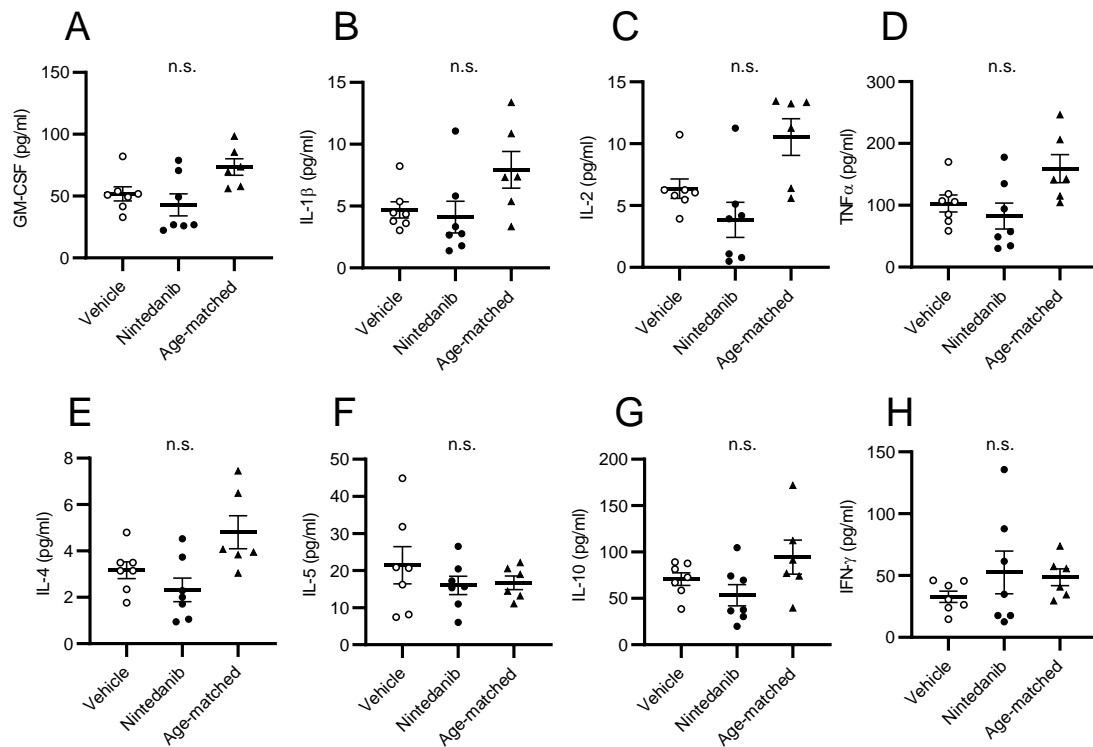 A
n.s.
GM-CSF (pg/ml)
150
100
50
0
Vehicle
Nintedanib
Age-matched
B
n.s.
IL-1β (pg/ml)
15
10
5
0
Vehicle
Nintedanib
Age-matched
C
n.s.
IL-2 (pg/ml)
15
10
5
0
Vehicle
Nintedanib
Age-matched
D
n.s.
TNFα (pg/ml)
300
200
100
0
Vehicle
Nintedanib
Age-matched
E
n.s.
IL-4 (pg/ml)
8
6
4
2
0
Vehicle
Nintedanib
Age-matched
F
n.s.
IL-5 (pg/ml)
50
40
30
20
10
0
Vehicle
Nintedanib
Age-matched
G
n.s.
IL-10 (pg/ml)
200
150
100
50
0
Vehicle
Nintedanib
Age-matched
H
n.s.
IFN-γ (pg/ml)
150
100
50
0
Vehicle
Nintedanib
Age-matched